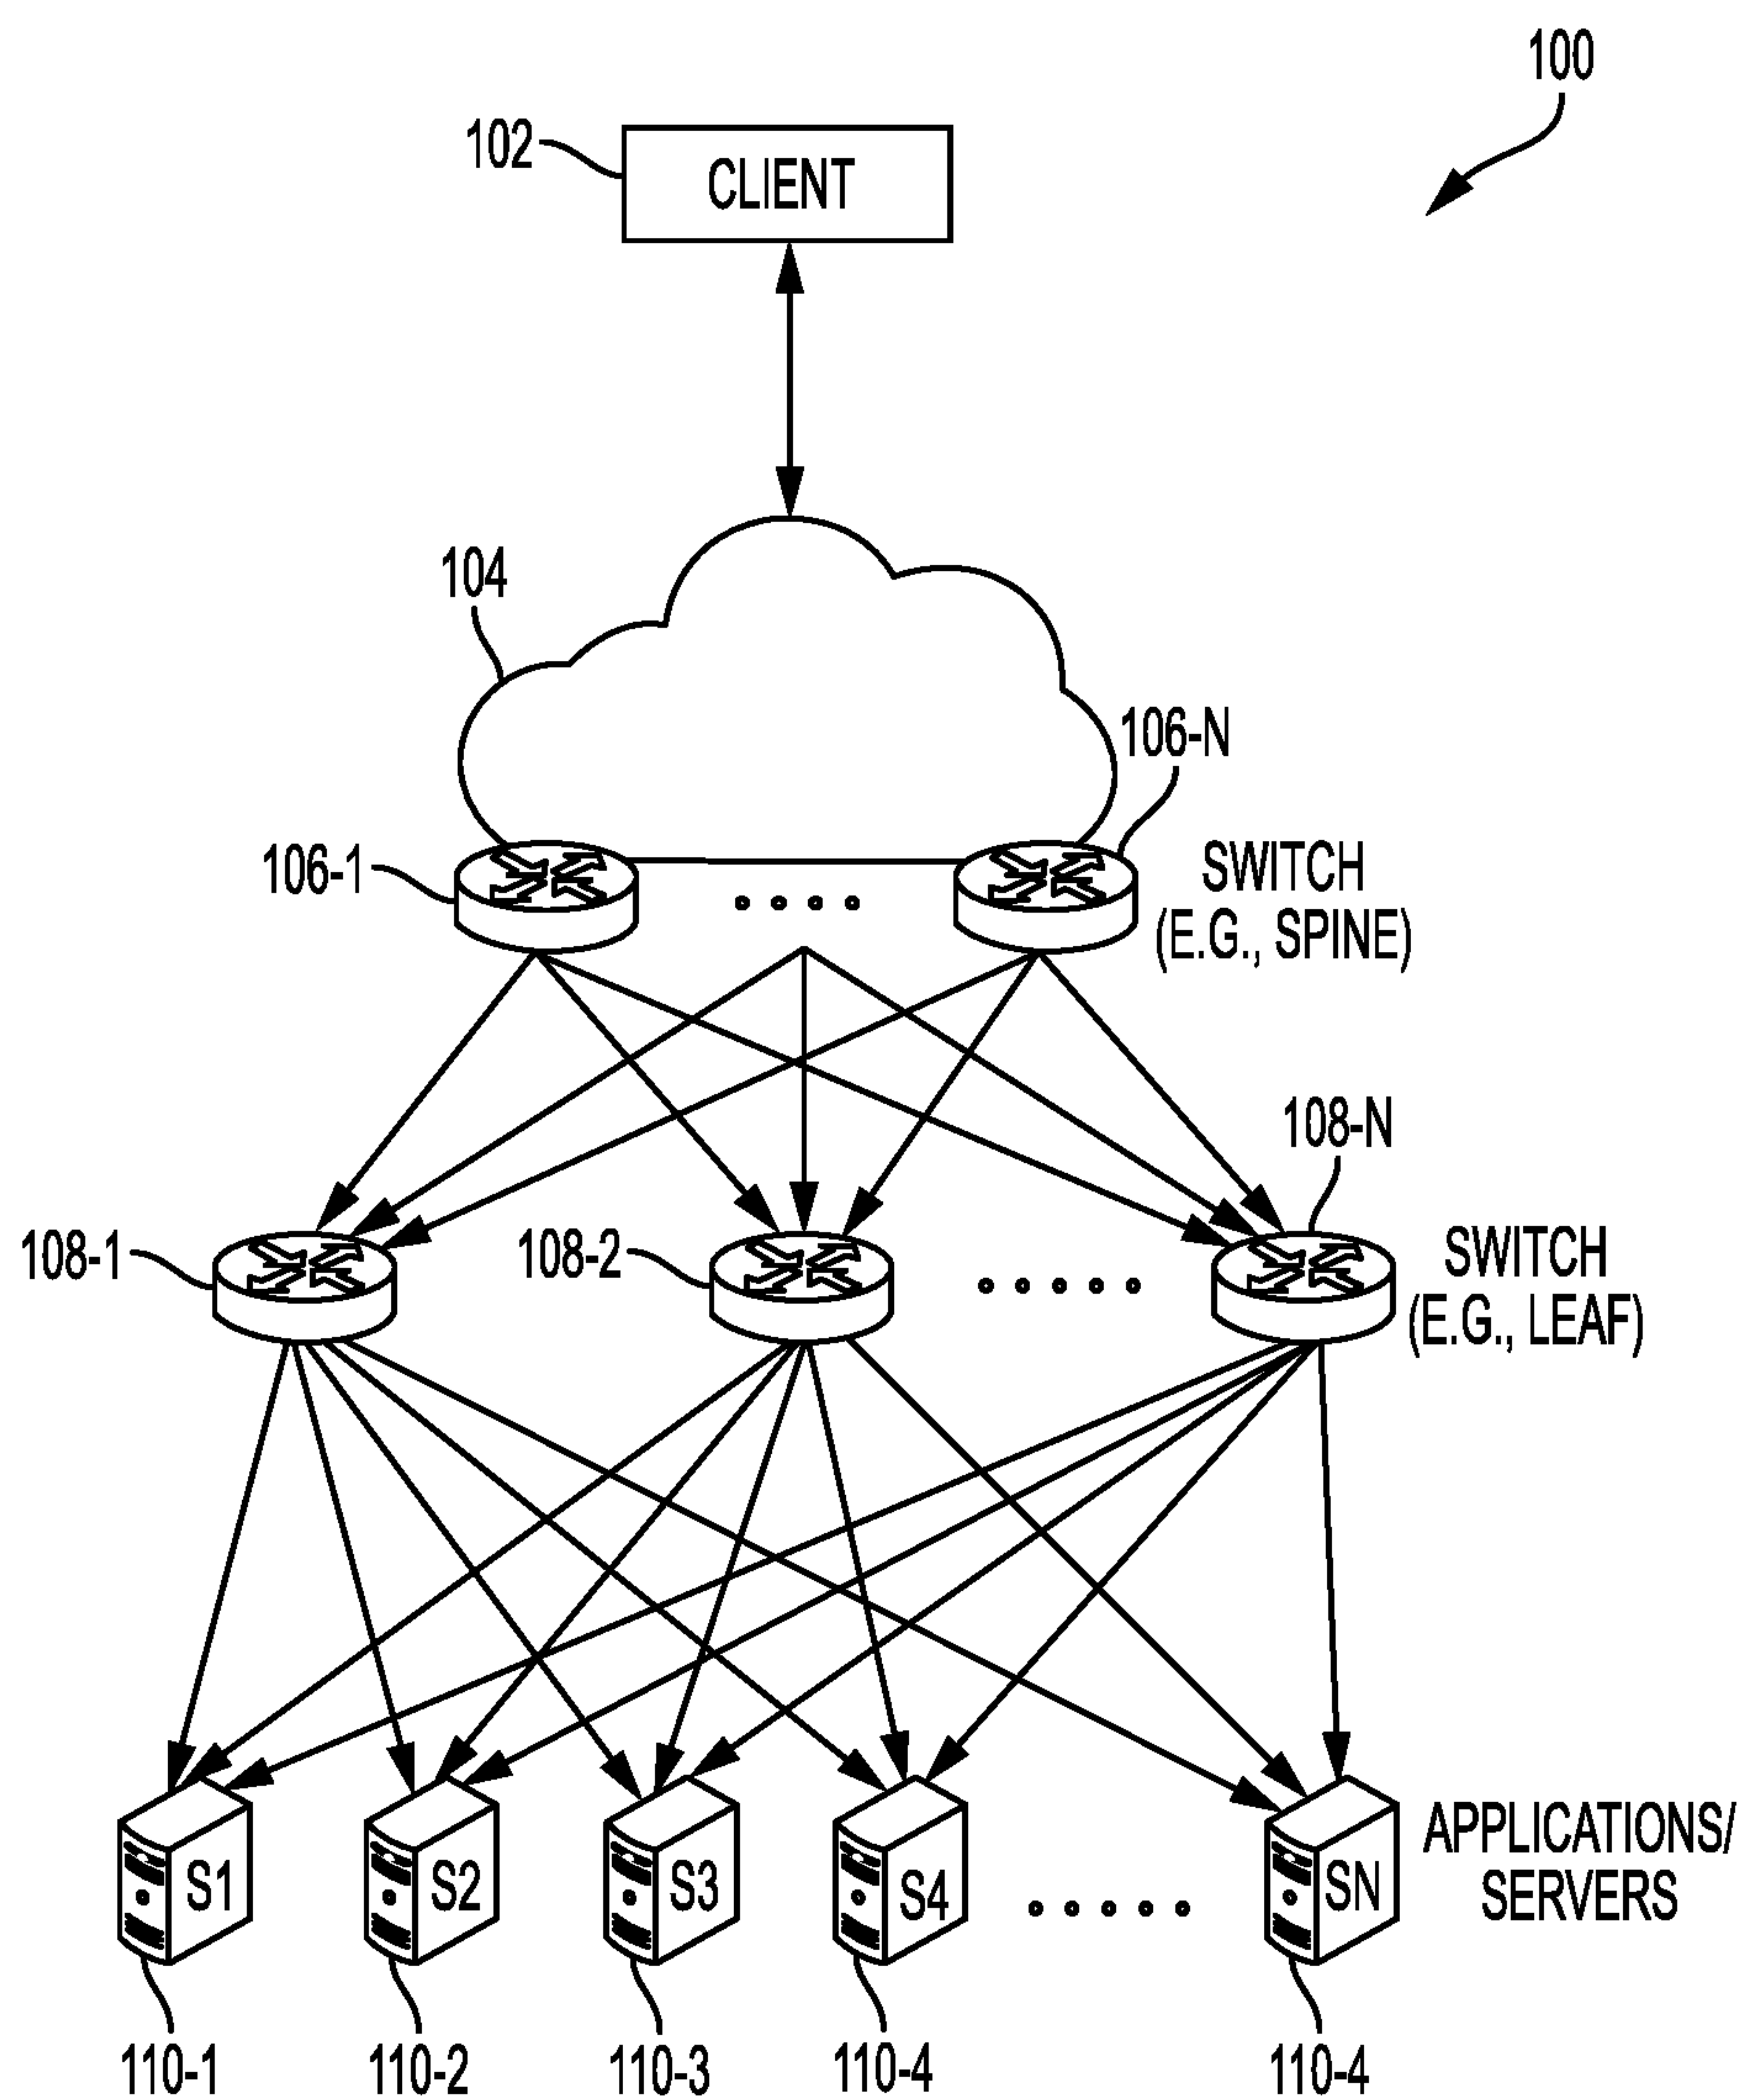 100
102
CLIENT
104
106-N
106-1
SWITCH
(E.G., SPINE)
108-N
108-1
108-2
SWITCH
(E.G., LEAF)
S1
S2
S3
S4
SN
APPLICATIONS/
SERVERS
110-1
110-2
110-3
110-4
110-4